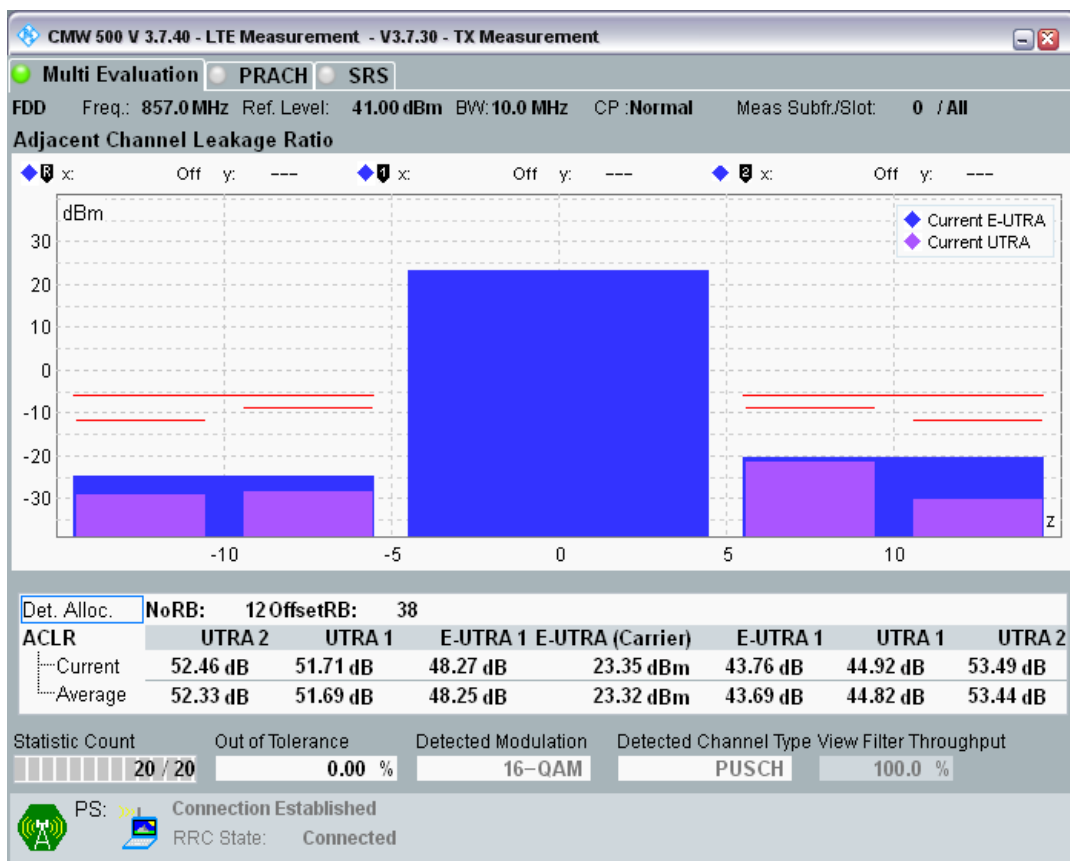 CMW 500 V 3.7.40 - LTE Measurement - V3.7.30 - TX Measurement
Multi Evaluation PRACH SRS
FDD Freq.: 857.0 MHz Ref. Level: 41.00 dBm BW: 10.0 MHz CP :Normal Meas Subfr./Slot: 0 / All
Adjacent Channel Leakage Ratio
R x: Off y: --- 1 x: Off y: --- 2 x: Off y: ---
dBm
Current E-UTRA
Current UTRA
30
20
10
0
-10
-20
-30
z
-10 -5 0 5 10
Det. Alloc. NoRB: 12 OffsetRB: 38
ACLR UTRA 2 UTRA 1 E-UTRA 1 E-UTRA (Carrier) E-UTRA 1 UTRA 1 UTRA 2
Current 52.46 dB 51.71 dB 48.27 dB 23.35 dBm 43.76 dB 44.92 dB 53.49 dB
Average 52.33 dB 51.69 dB 48.25 dB 23.32 dBm 43.69 dB 44.82 dB 53.44 dB
Statistic Count Out of Tolerance Detected Modulation Detected Channel Type View Filter Throughput
20 / 20 0.00 % 16-QAM PUSCH 100.0 %
PS: Connection Established
RRC State: Connected